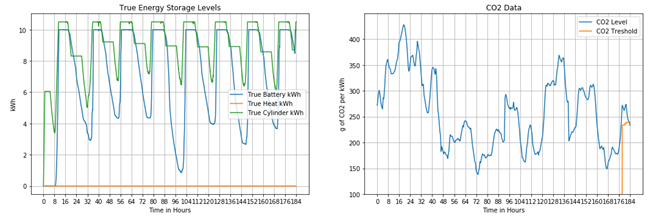 True Energy Storage Levels
10
8
6
4
2
0
kWh
True Battery kWh
True Heat kWh
True Cylinder kWh
0 8 16 24 32 40 48 56 64 72 80 88 96 104 112 120 128 136 144 152 160 168 176 184
Time in Hours
CO2 Data
CO2 Level
CO2 Treshold
450
400
350
300
250
200
150
100
g of CO2 per kWh
0 8 16 24 32 40 48 56 64 72 80 88 96 104 112 120 128 136 144 152 160 168 176 184
Time in Hours